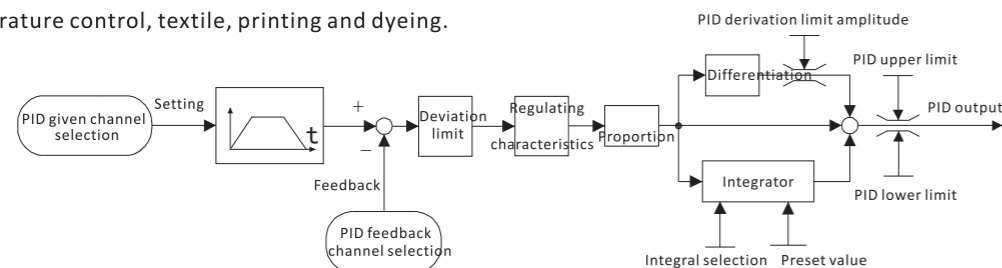 rature control, textile, printing and dyeing.
PID derivation limit amplitude
PID upper limit
Differentiation
PID given channel
selection
Setting
t
+
−
Deviation
limit
Regulating
characteristics
Proportion
PID output
Feedback
Integrator
PID lower limit
PID feedback
channel selection
Integral selection
Preset value